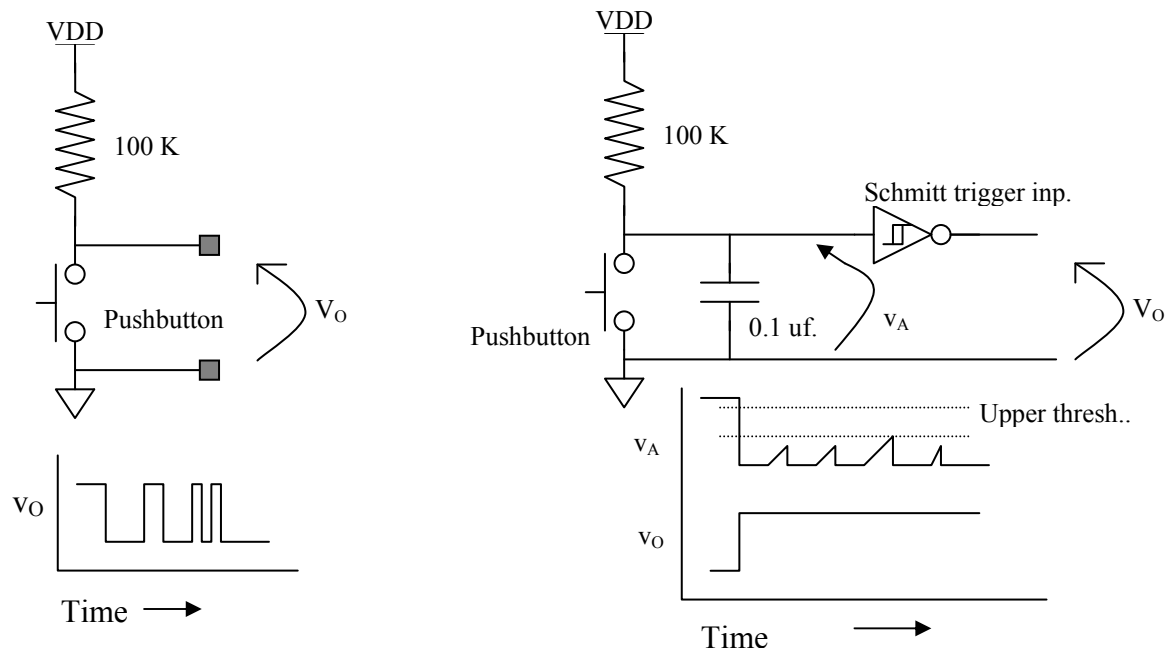 VDD
100 K
Pushbutton
VO
vO
Time
VDD
100 K
Schmitt trigger inp.
Pushbutton
0.1 uf.
vA
VO
Upper thresh..
vA
vO
Time